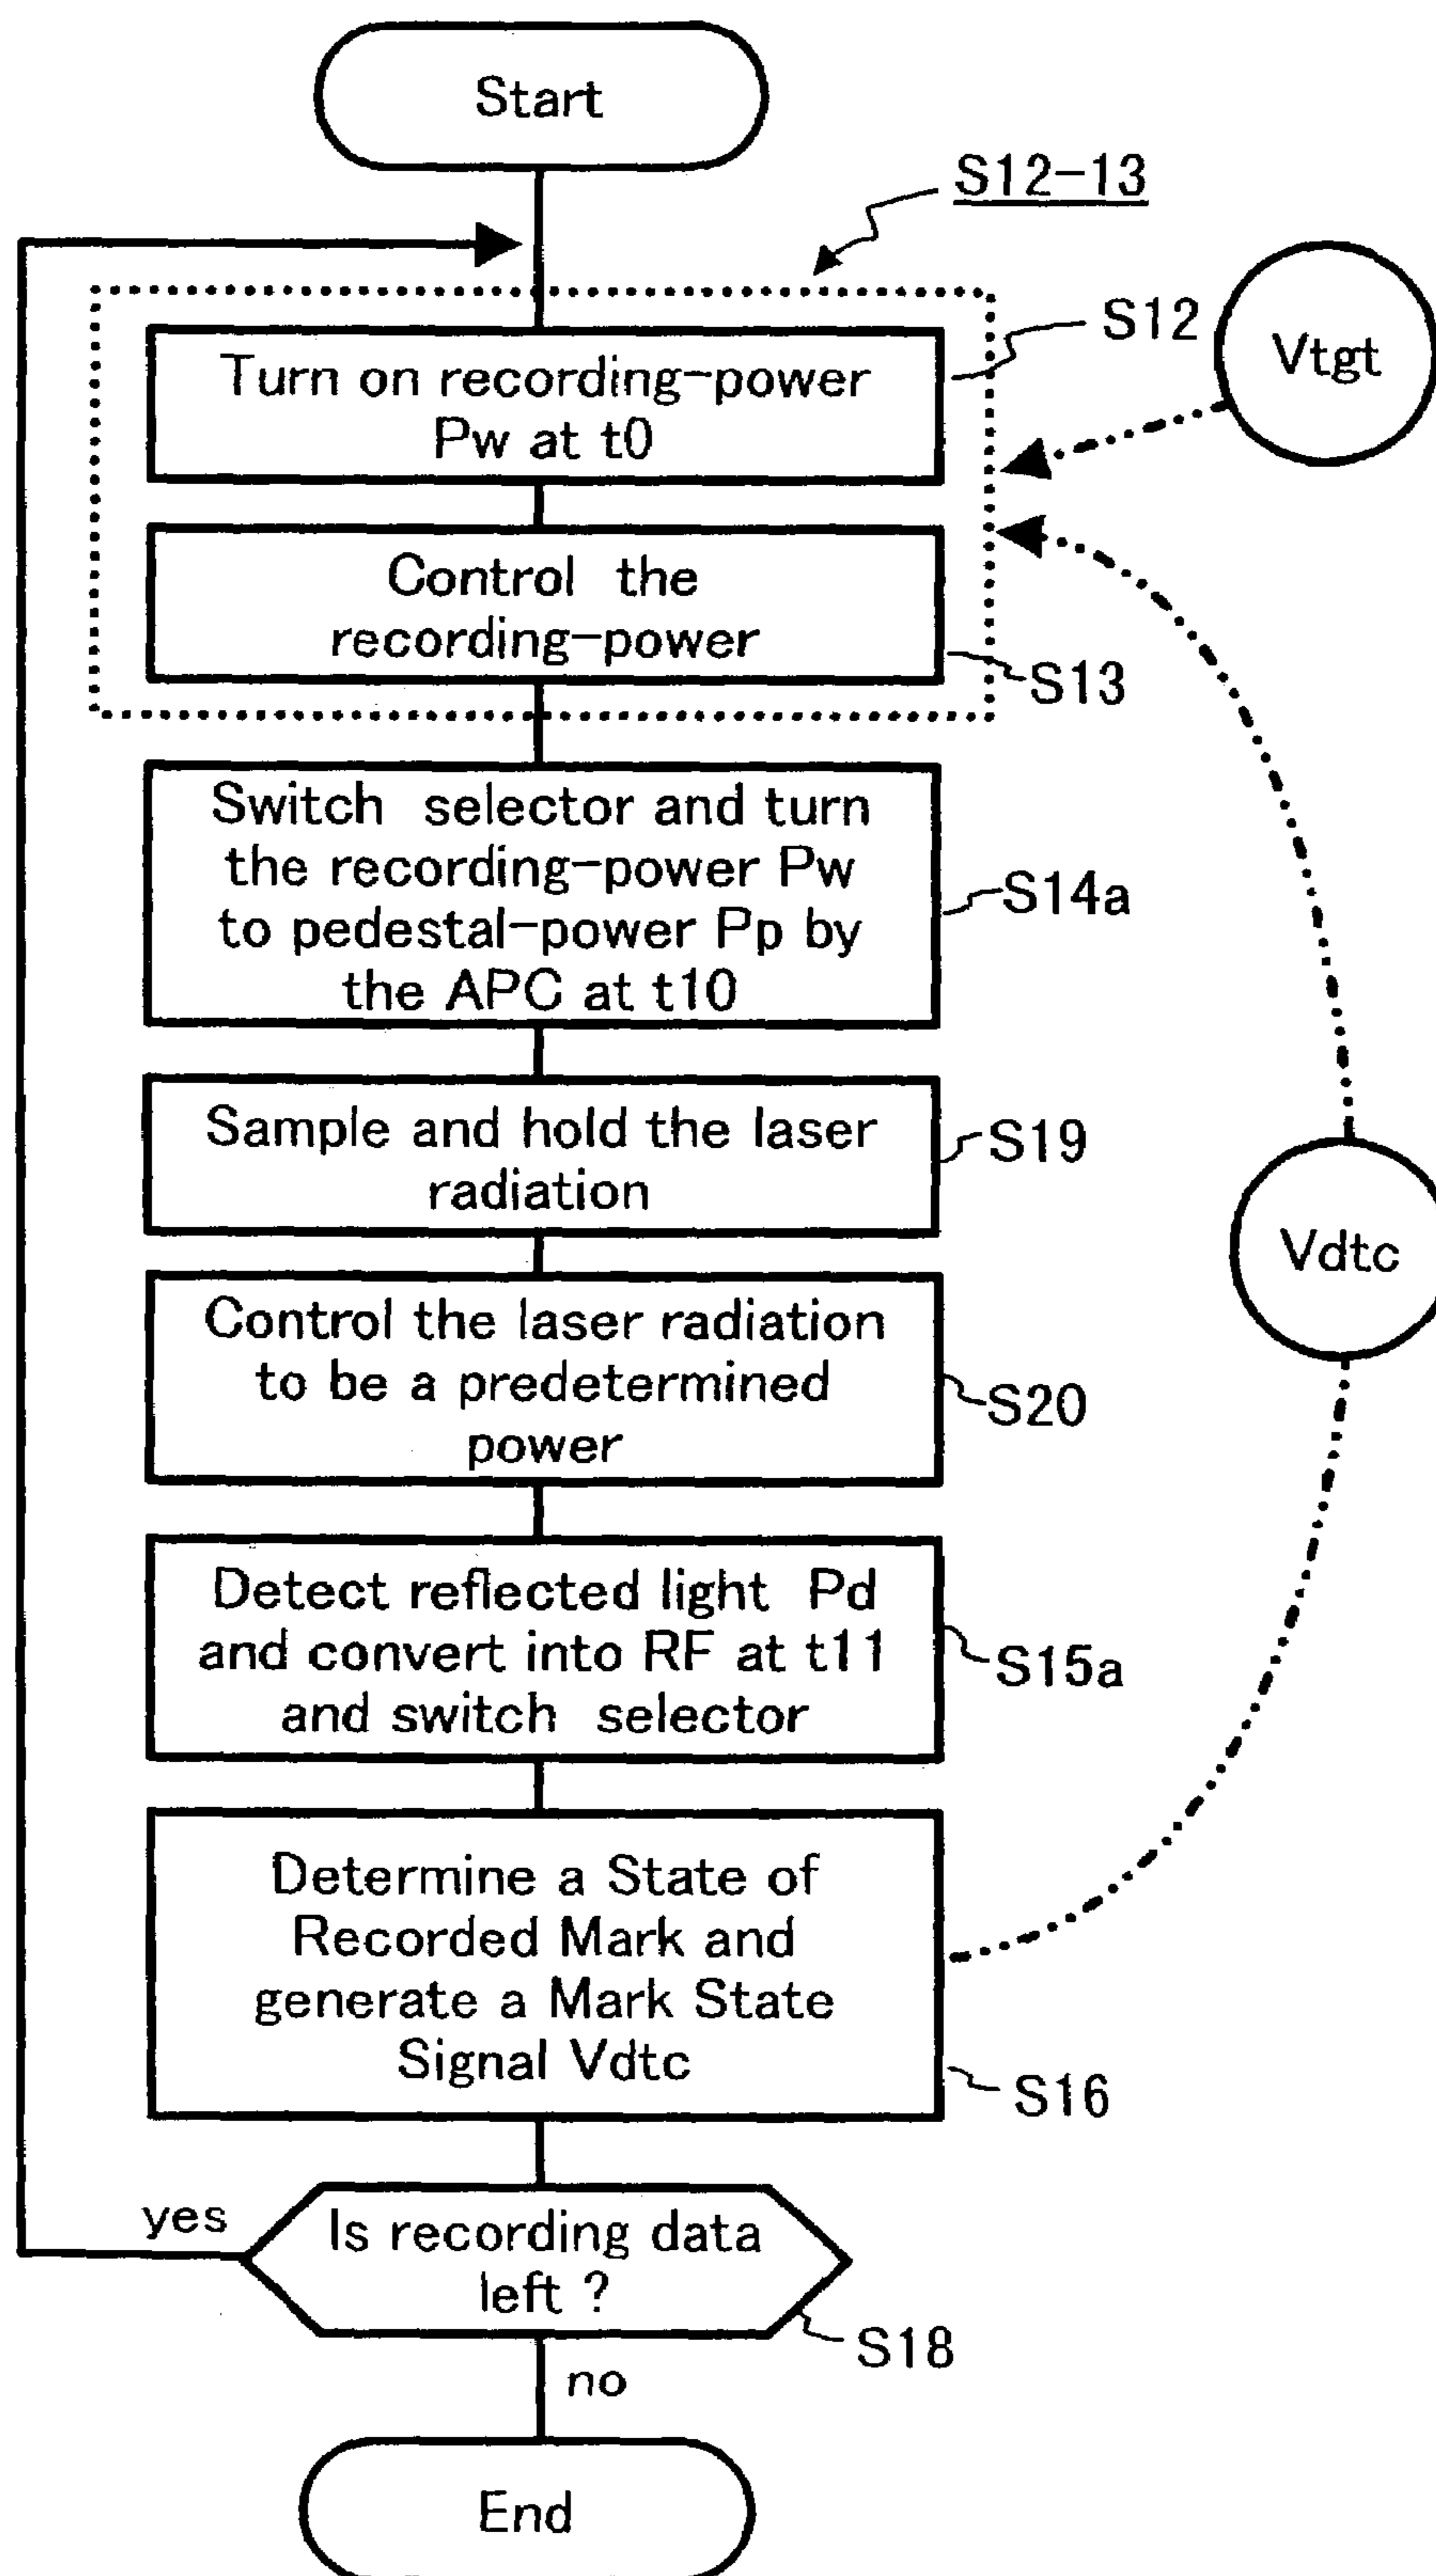 Start
S12-13
Turn on recording-power
Pw at t0
S12
Vtgt
Control the
recording-power
S13
Switch selector and turn
the recording-power Pw
to pedestal-power Pp by
the APC at t10
S14a
Sample and hold the laser
radiation
S19
Vdtc
Control the laser radiation
to be a predetermined
power
S20
Detect reflected light Pd
and convert into RF at t11
and switch selector
S15a
Determine a State of
Recorded Mark and
generate a Mark State
Signal Vdtc
S16
yes
Is recording data
left ?
S18
no
End